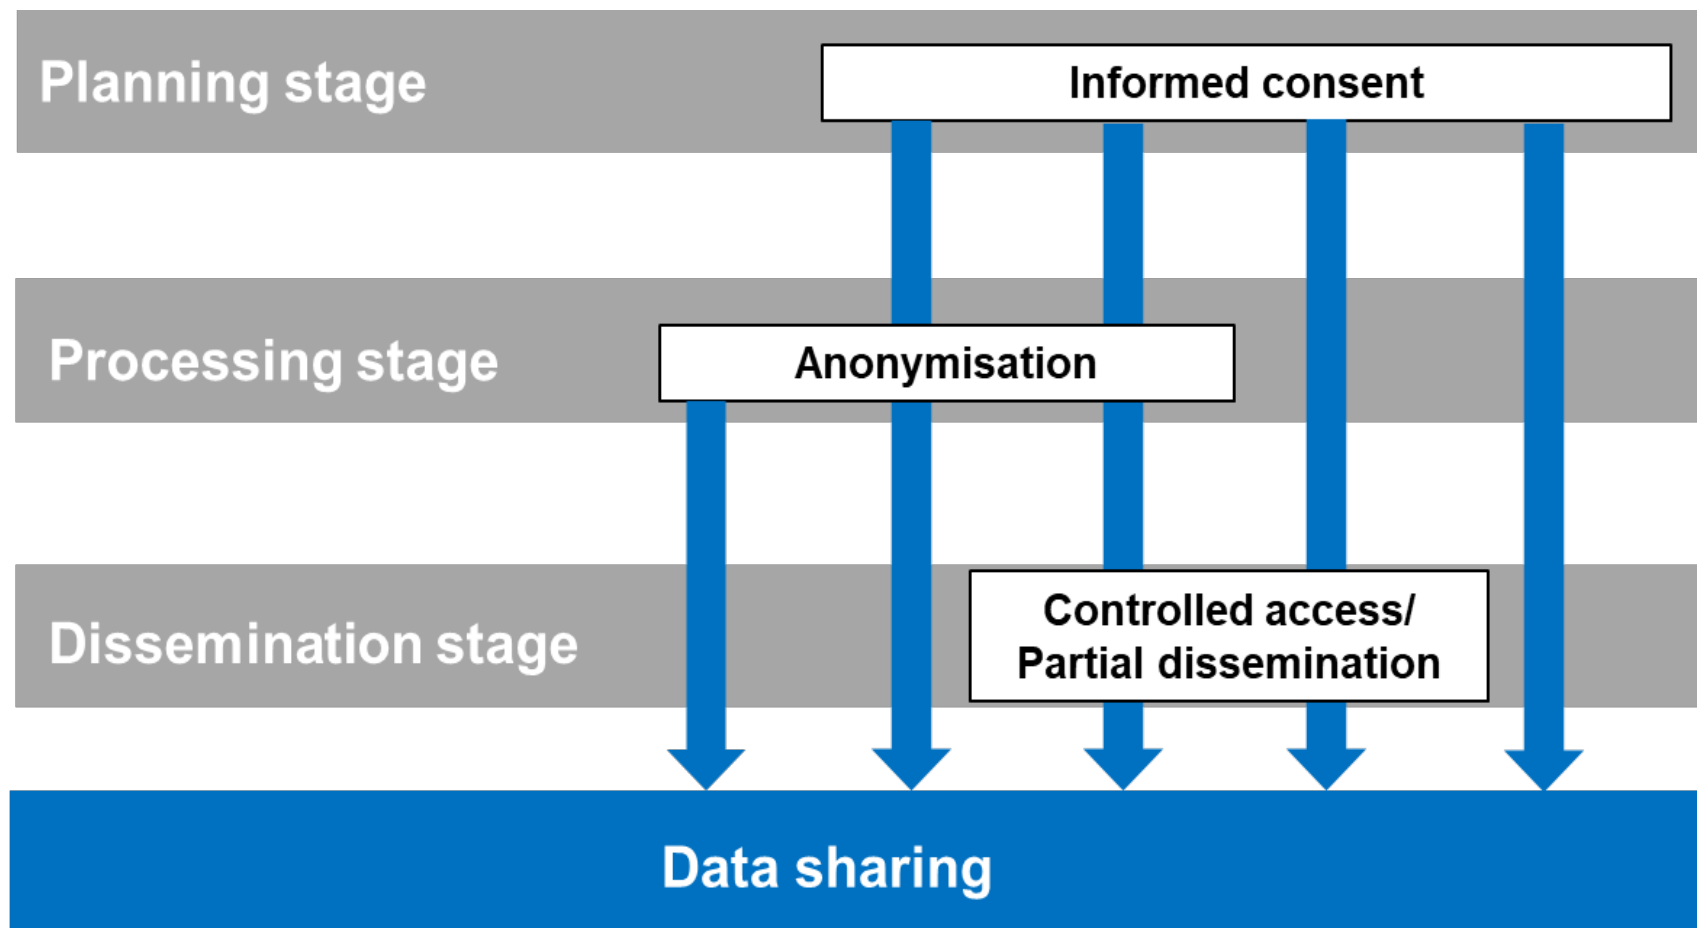 Planning stage
Informed consent
Processing stage
Anonymisation
Dissemination stage
Controlled access/
Partial dissemination
Data sharing